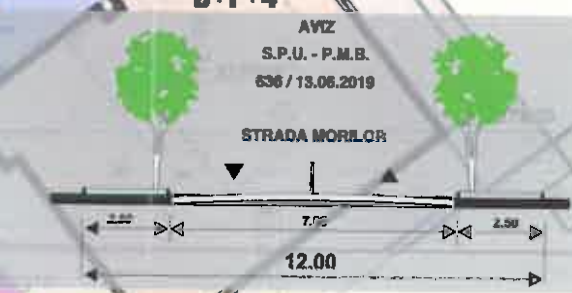 AVIZ
S.P.U. - P.M.B.
636 / 13.06.2019
STRADA MORILOR
7.00 2.50
12.00